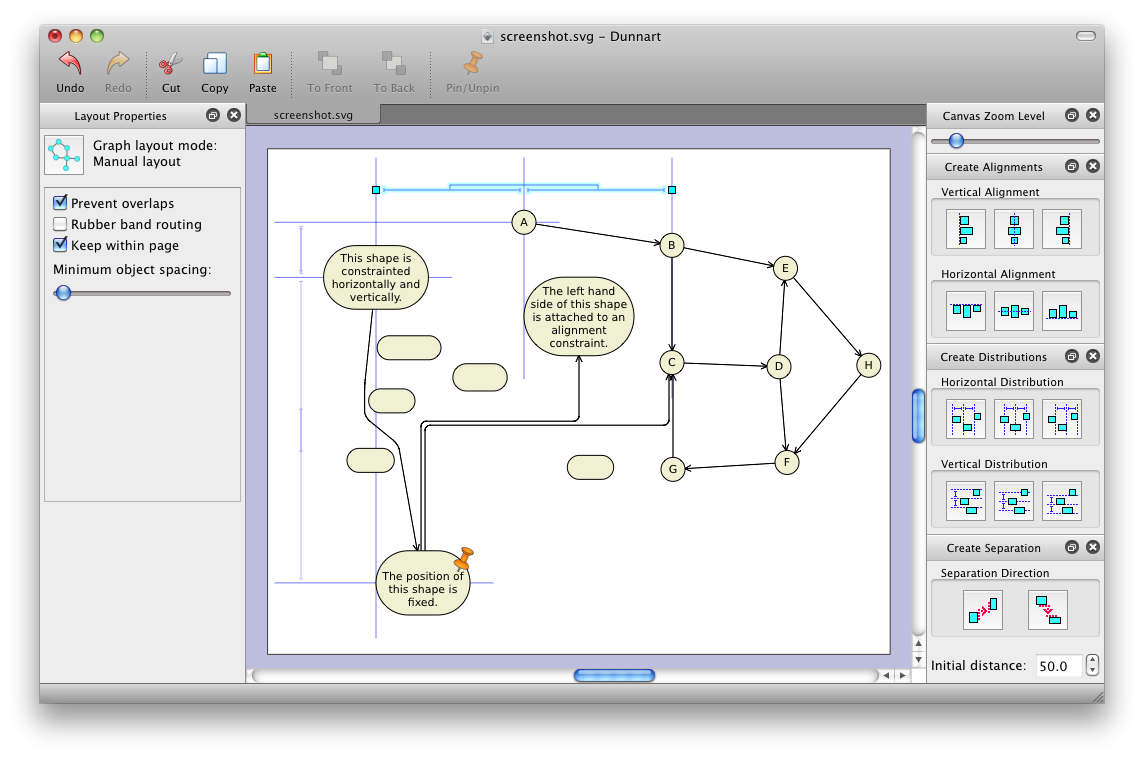 screenshot.svg – Dunnart
Undo
Redo
Cut
Copy
Paste
To Front
To Back
Pin/Unpin
Layout Properties
Graph layout mode:
Manual layout
Prevent overlaps
Rubber band routing
Keep within page
Minimum object spacing:
screenshot.svg
A
B
E
This shape is
constrainted
horizontally and
vertically.
The left hand
side of this shape
is attached to an
alignment
constraint.
C
D
H
G
F
The position of
this shape is
fixed.
Canvas Zoom Level
Create Alignments
Vertical Alignment
Horizontal Alignment
Create Distributions
Horizontal Distribution
Vertical Distribution
Create Separation
Separation Direction
Initial distance: 50.0